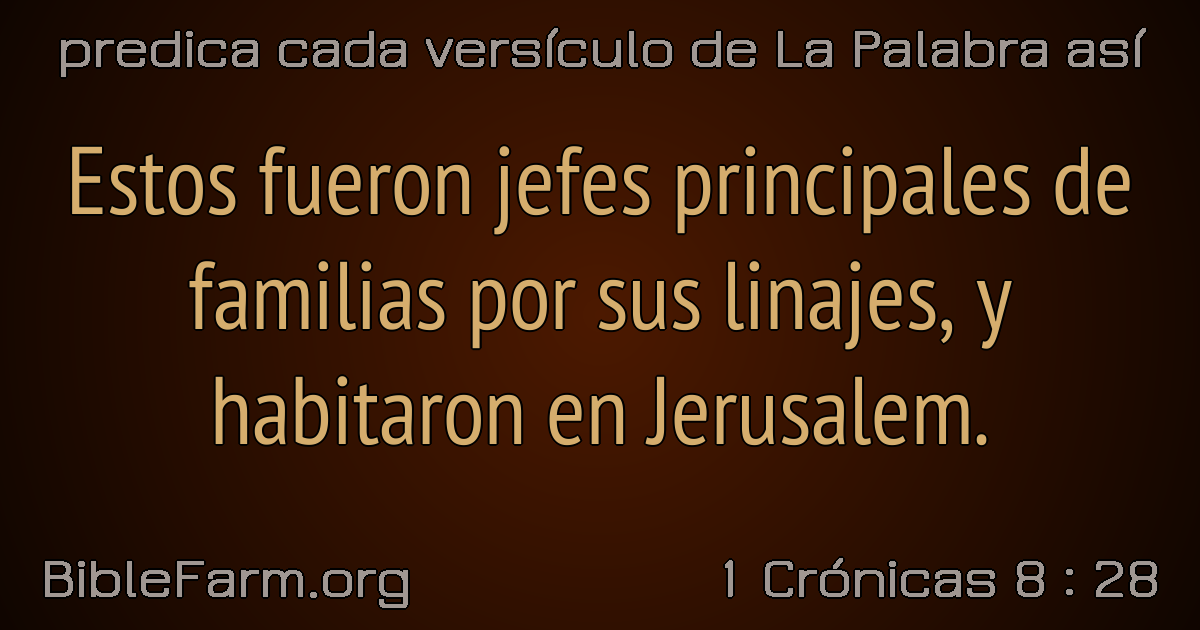 predica cada versículo de La Palabra así
Estos fueron jefes principales de
familias por sus linajes, y
habitaron en Jerusalem.
BibleFarm.org
1 Crónicas 8 : 28